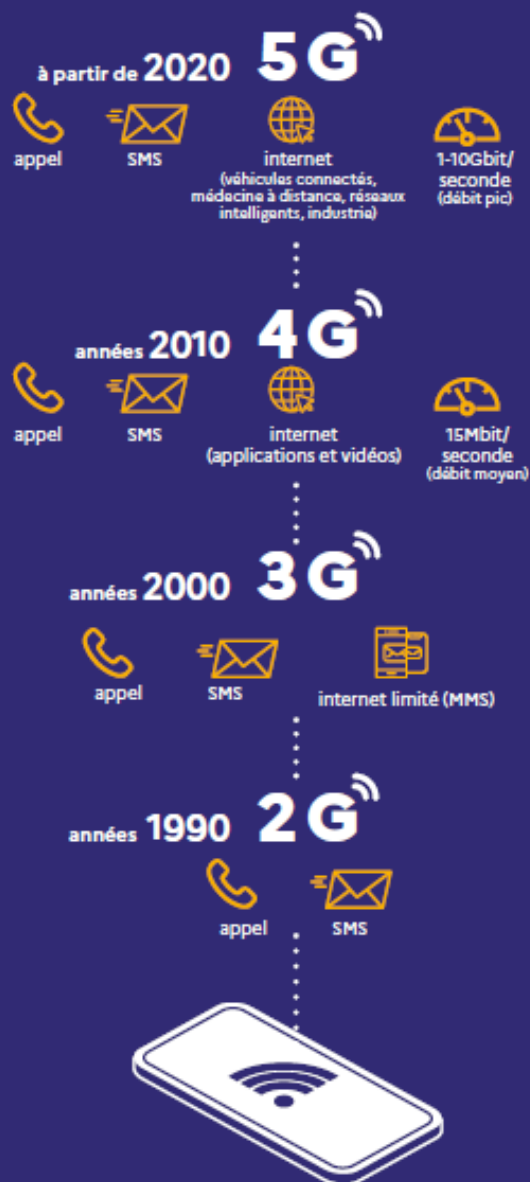 à partir de 2020 5G
appel
SMS
internet
(véhicules connectés,
médecine à distance, réseaux
intelligents, industrie)
1-10Gbit/
seconde
(débit pic)
années 2010 4G
appel
SMS
internet
(applications et vidéos)
15Mbit/
seconde
(débit moyen)
années 2000 3G
appel
SMS
internet limité (MMS)
années 1990 2G
appel
SMS